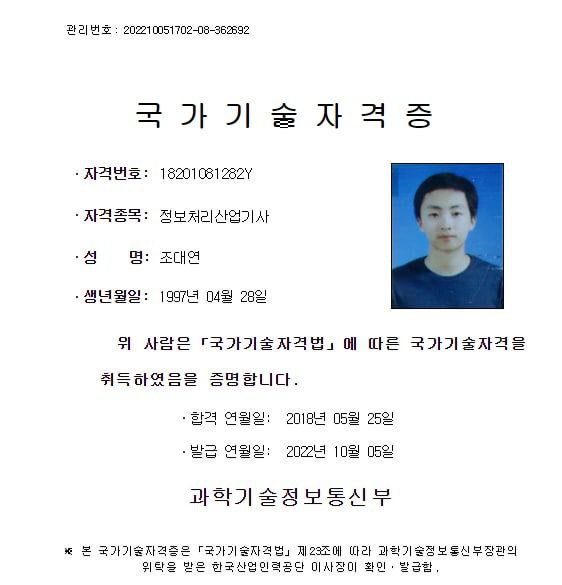 관리번호 : 202210051702-08-362692
국가기술자격증
· 자격번호: 18201081282Y
· 자격종목: 정보처리산업기사
· 성 명: 조대연
· 생년월일: 1997년 04월 28일
위 사람은「국가기술자격법」에 따른 국가기술자격을
취득하였음을 증명합니다.
· 합격 연월일: 2018년 05월 25일
· 발급 연월일: 2022년 10월 05일
과학기술정보통신부
※ 본 국가기술자격증은「국가기술자격법」제23조에 따라 과학기술정보통신부장관의
위탁을 받은 한국산업인력공단 이사장이 확인·발급함.